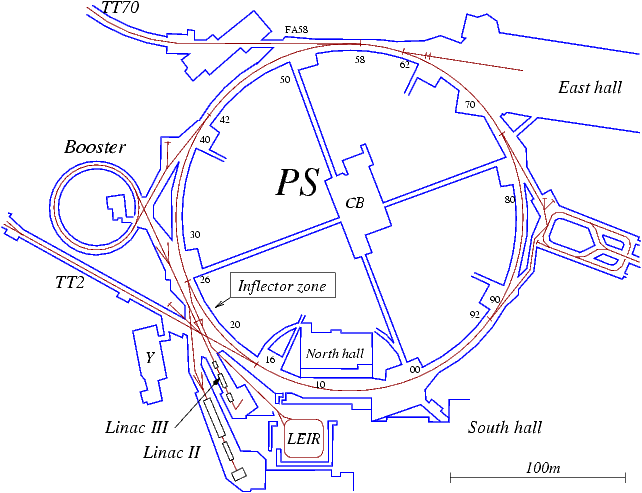 TT70
FA58
58
62
50
East hall
70
42
40
Booster
PS
CB
80
30
TT2
26
Inflector zone
90
92
20
Y
16
North hall
00
10
Linac III
Linac II
LEIR
South hall
100m